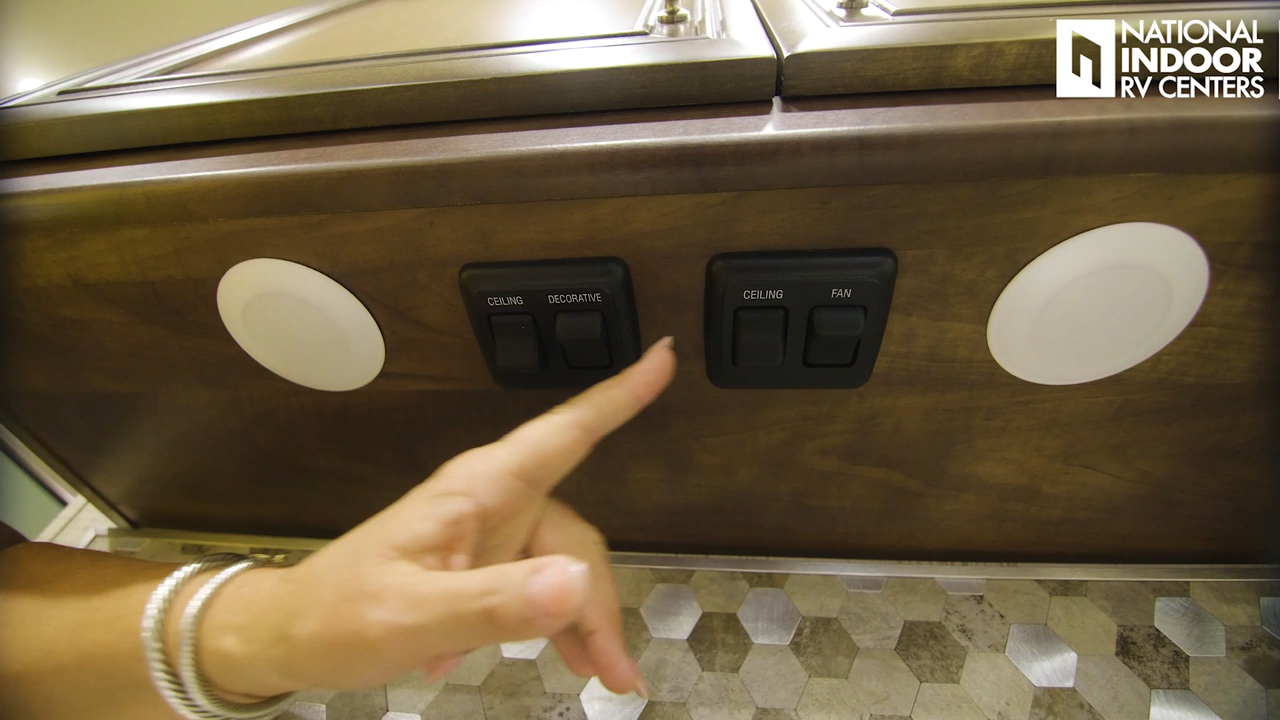 NATIONAL
INDOOR
RV CENTERS
CEILING DECORATIVE
CEILING FAN